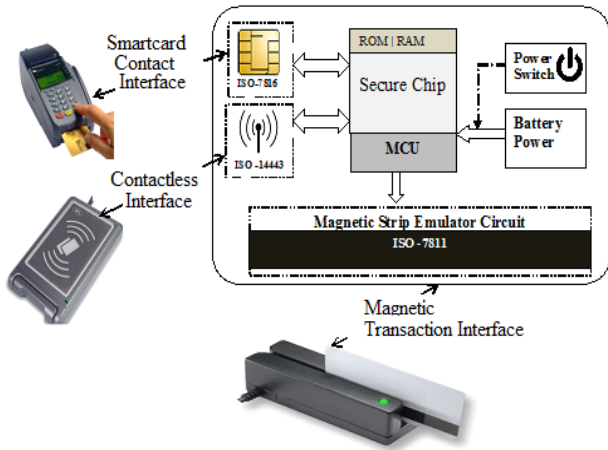 Smartcard
Contact
Interface
ISO-7816
ROM | RAM
Secure Chip
MCU
Power
Switch
Battery
Power
ISO -14443
Contactless
Interface
Magnetic Strip Emulator Circuit
ISO - 7811
Magnetic
Transaction Interface